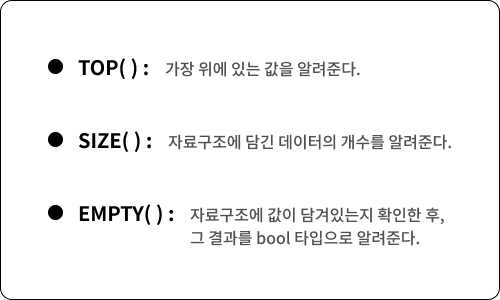 ● TOP( ) : 가장 위에 있는 값을 알려준다.
● SIZE( ) : 자료구조에 담긴 데이터의 개수를 알려준다.
● EMPTY( ) : 자료구조에 값이 담겨있는지 확인한 후,
그 결과를 bool 타입으로 알려준다.